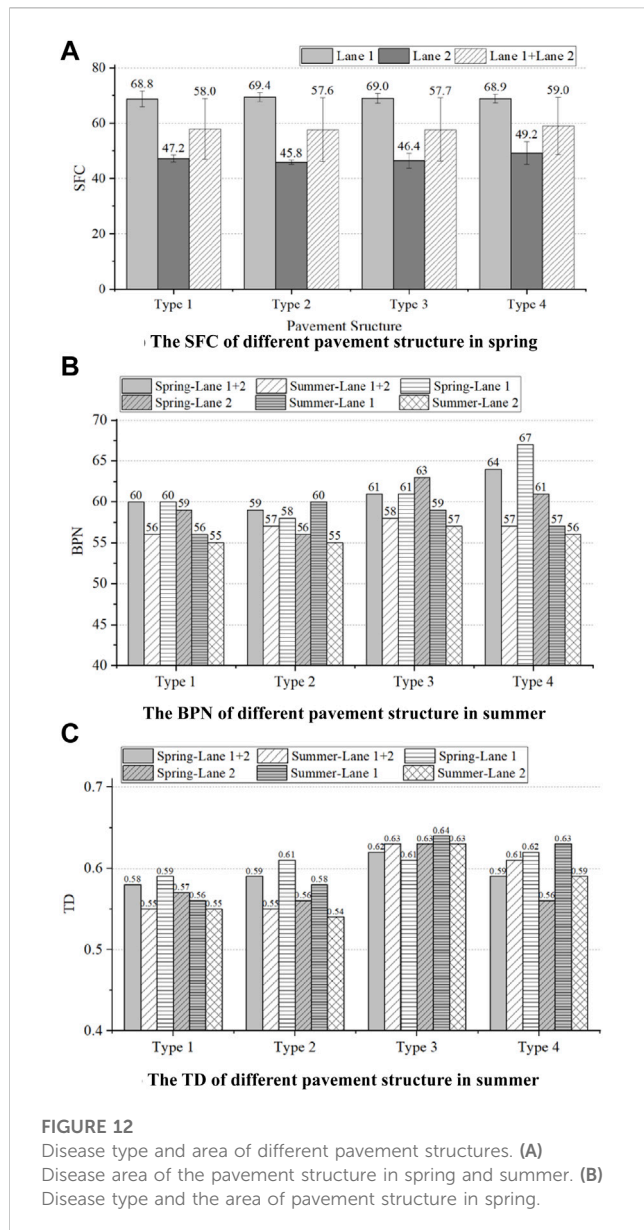 A
Lane 1 Lane 2 Lane 1+Lane 2
80
60
40
20
0
SFC
68.8 47.2 58.0 69.4 45.8 57.6 69.0 46.4 57.7 68.9 49.2 59.0
Type 1 Type 2 Type 3 Type 4
Pavement Sructure
) The SFC of different pavement structure in spring
B
Spring-Lane 1+2 Summer-Lane 1+2 Spring-Lane 1
Spring-Lane 2 Summer-Lane 1 Summer-Lane 2
70
65
60
55
50
45
40
BPN
60 56 60 59 56 55 59 57 58 56 60 55 61 58 61 63 59 57 64 57 67 61 57 56
Type 1 Type 2 Type 3 Type 4
The BPN of different pavement structure in summer
C
Spring-Lane 1+2 Summer-Lane 1+2 Spring-Lane 1
Spring-Lane 2 Summer-Lane 1 Summer-Lane 2
0.7
0.6
0.5
0.4
TD
0.58 0.55 0.59 0.57 0.56 0.55 0.59 0.55 0.61 0.56 0.58 0.54 0.62 0.63 0.61 0.63 0.64 0.63 0.59 0.61 0.62 0.56 0.63 0.59
Type 1 Type 2 Type 3 Type 4
The TD of different pavement structure in summer
FIGURE 12
Disease type and area of different pavement structures. (A)
Disease area of the pavement structure in spring and summer. (B)
Disease type and the area of pavement structure in spring.